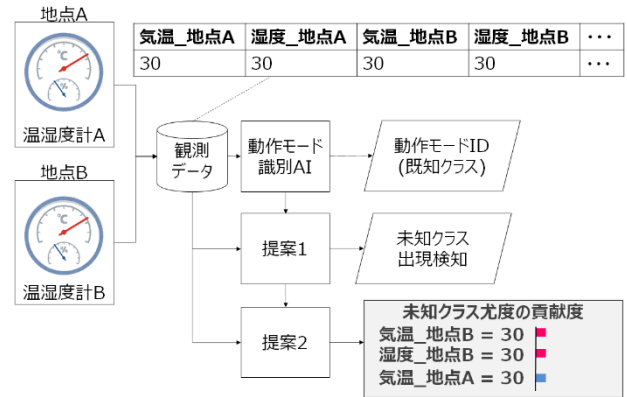 地点A
℃
%
温湿度計A
地点B
℃
%
温湿度計B
気温_地点A 湿度_地点A 気温_地点B 湿度_地点B ・・・
30 30 30 30 ・・・
観測
データ
動作モード
識別AI
動作モードID
(既知クラス)
提案1
未知クラス
出現検知
提案2
未知クラス尤度の貢献度
気温_地点B = 30
湿度_地点B = 30
気温_地点A = 30